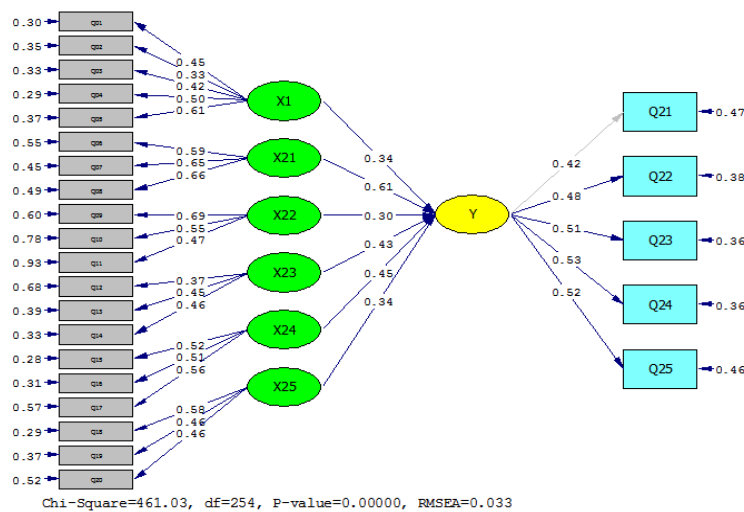 0.30 Q01
0.35 Q02
0.33 Q03
0.29 Q04
0.37 Q05
0.55 Q06
0.45 Q07
0.49 Q08
0.60 Q09
0.78 Q10
0.93 Q11
0.68 Q12
0.39 Q13
0.33 Q14
0.28 Q15
0.31 Q16
0.57 Q17
0.29 Q18
0.37 Q19
0.52 Q20
0.45
0.33
0.42
0.50
0.61
0.59
0.65
0.66
0.69
0.55
0.47
0.37
0.45
0.46
0.52
0.51
0.56
0.58
0.46
0.46
X1
X21
X22
X23
X24
X25
0.34
0.61
0.30
0.43
0.45
0.34
Y
0.42
0.48
0.51
0.53
0.52
Q21 0.47
Q22 0.38
Q23 0.36
Q24 0.36
Q25 0.46
Chi-Square=461.03, df=254, P-value=0.00000, RMSEA=0.033